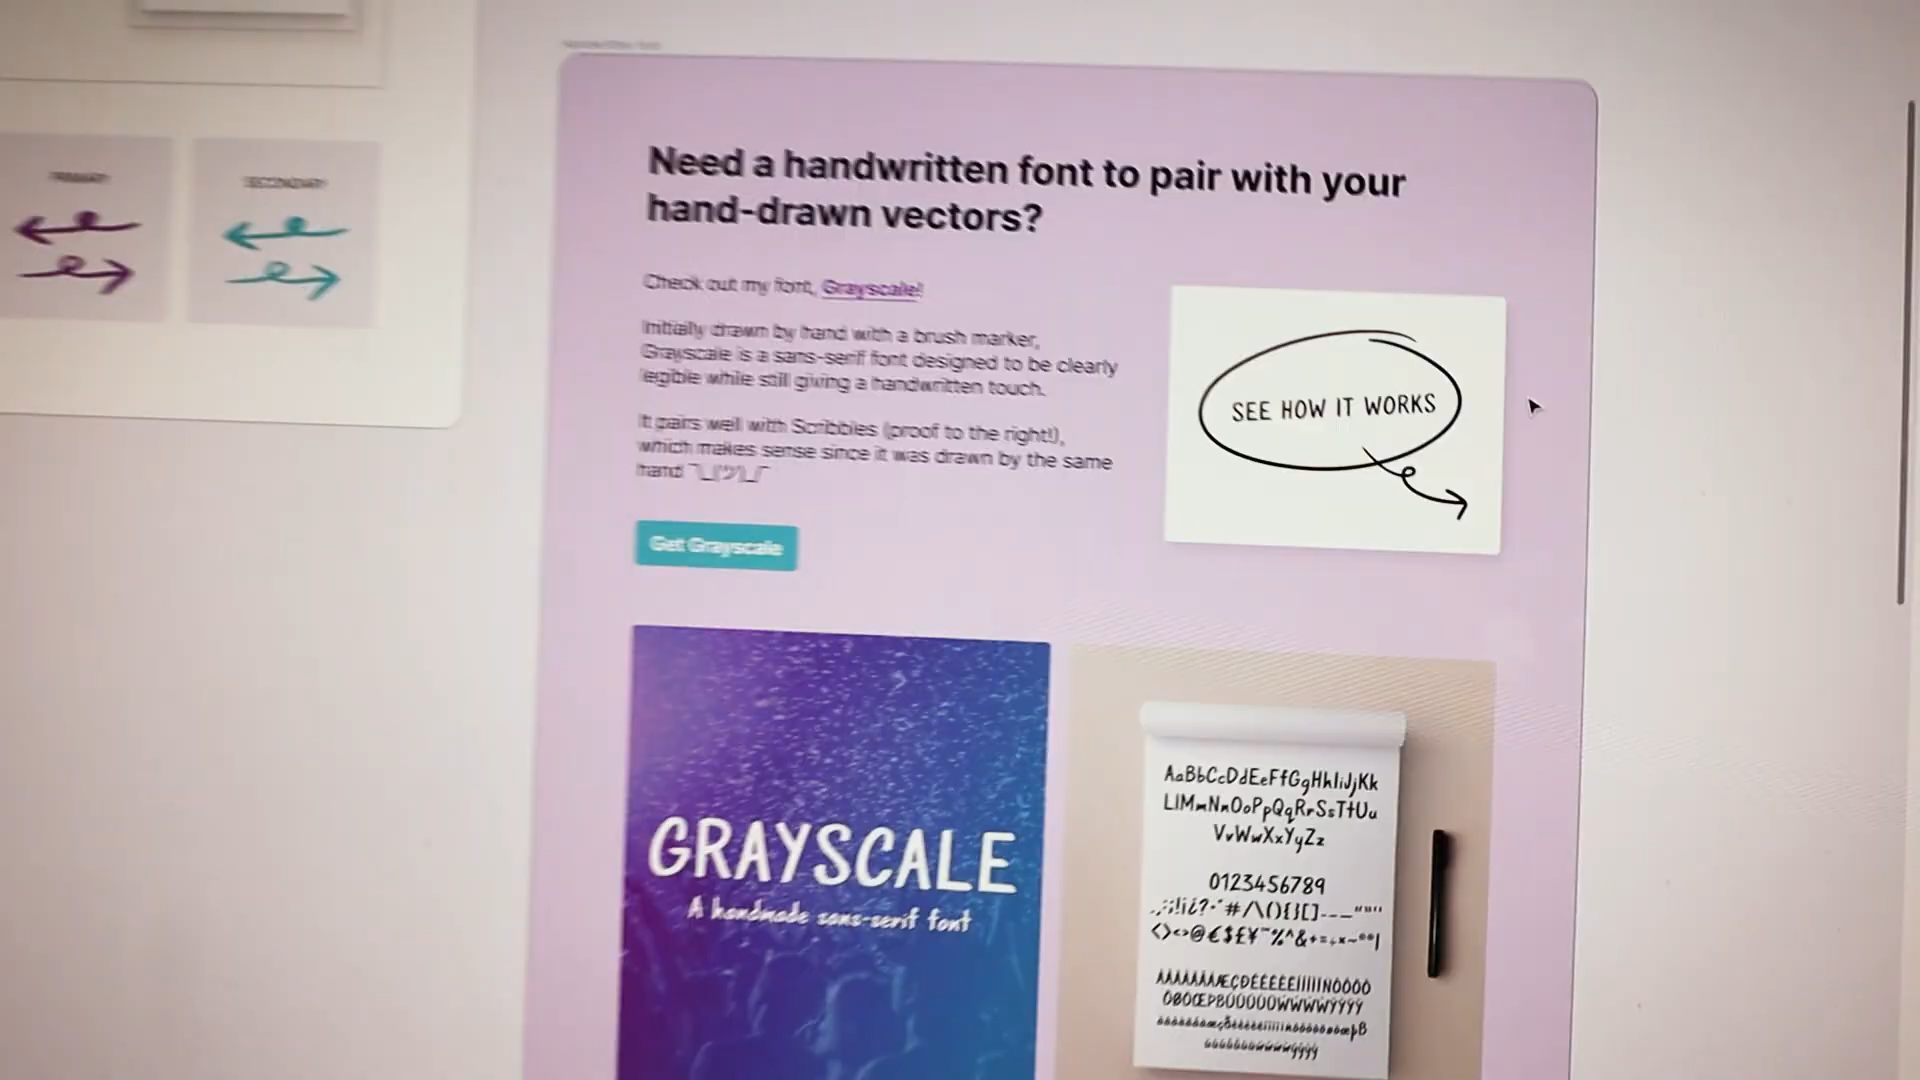 PRIMARY
SECONDARY
Need a handwritten font to pair with your
hand-drawn vectors?
Check out my font, Grayscale!
Initially drawn by hand with a brush marker,
Grayscale is a sans-serif font designed to be clearly
legible while still giving a handwritten touch.
It pairs well with Scribbles (proof to the right!),
which makes sense since it was drawn by the same
hand ¯\_(ツ)_/¯
Get Grayscale
SEE HOW IT WORKS
GRAYSCALE
A handmade sans-serif font
AaBbCcDdEeFfGgHhIiJjKk
LlMmNnOoPpQqRrSsTtUu
VvWwXxYyZz
0123456789